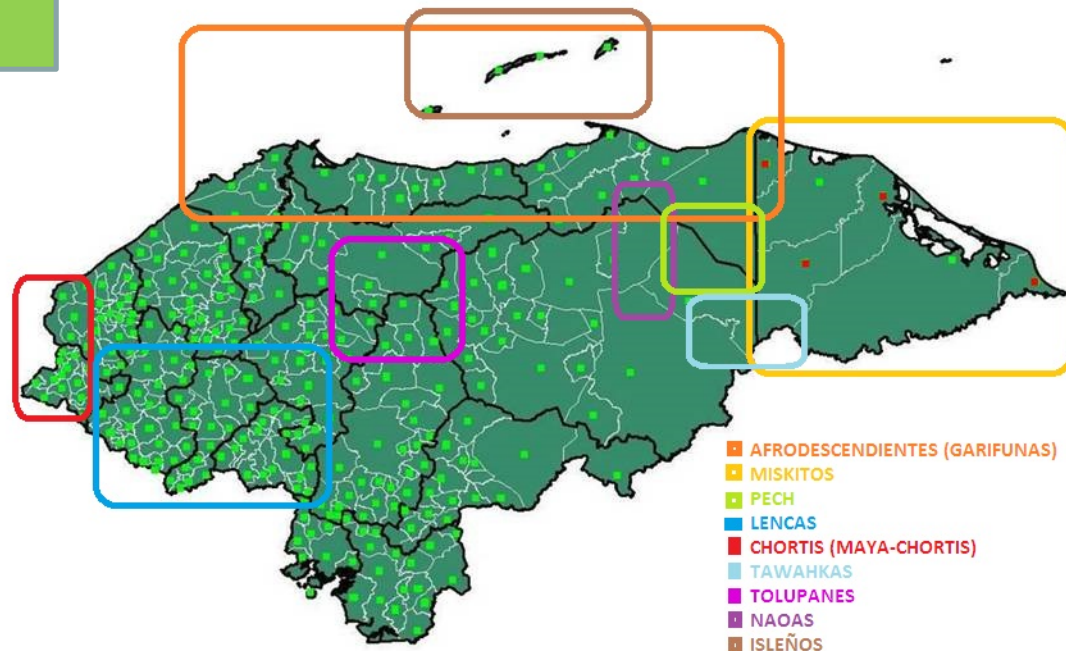 AFRODESCENDIENTES (GARIFUNAS)
MISKITOS
PECH
LENCAS
CHORTIS (MAYA-CHORTIS)
TAWAHKAS
TOLUPANES
NAOAS
ISLEÑOS